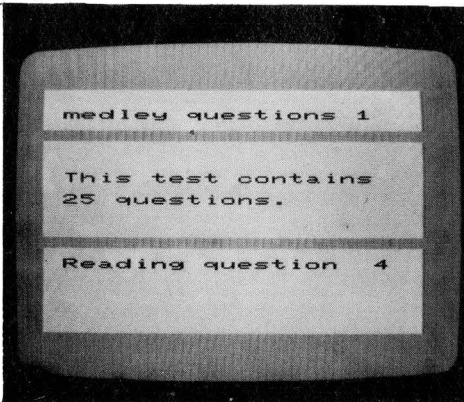 medley questions 1
This test contains
25 questions.
Reading question 4